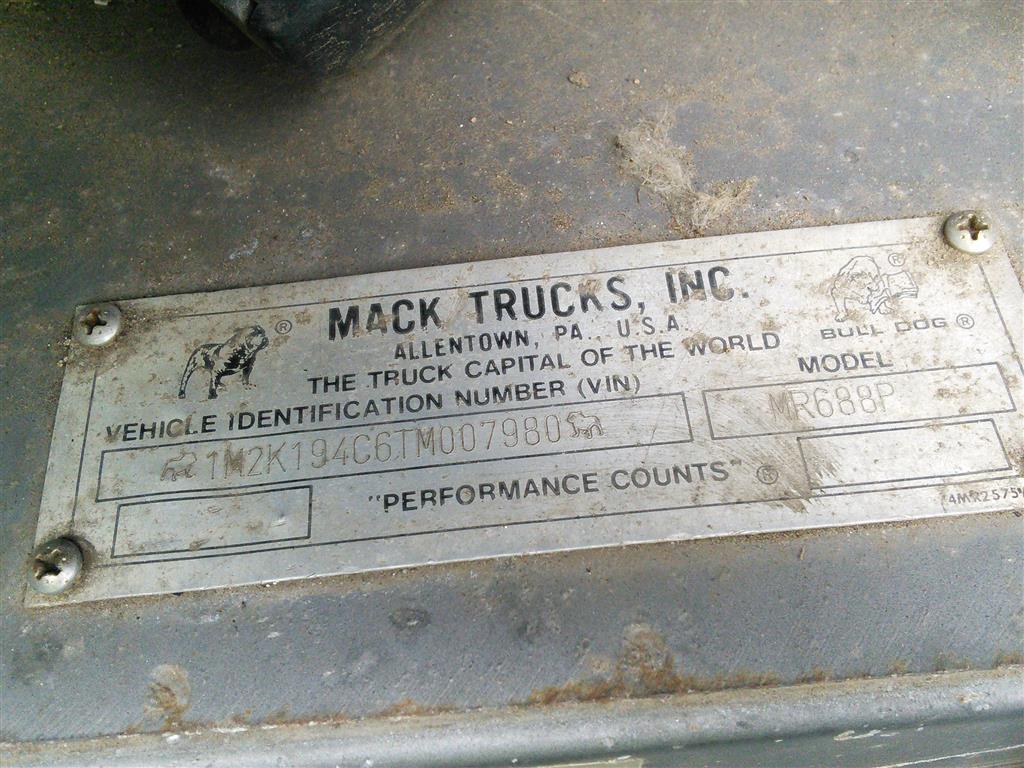 ®
MACK TRUCKS, INC.
ALLENTOWN, PA., U.S.A.
THE TRUCK CAPITAL OF THE WORLD
®
BULL DOG ®
VEHICLE IDENTIFICATION NUMBER (VIN)
MODEL
1M2K194C6TM007980
MR688P
"PERFORMANCE COUNTS" ®